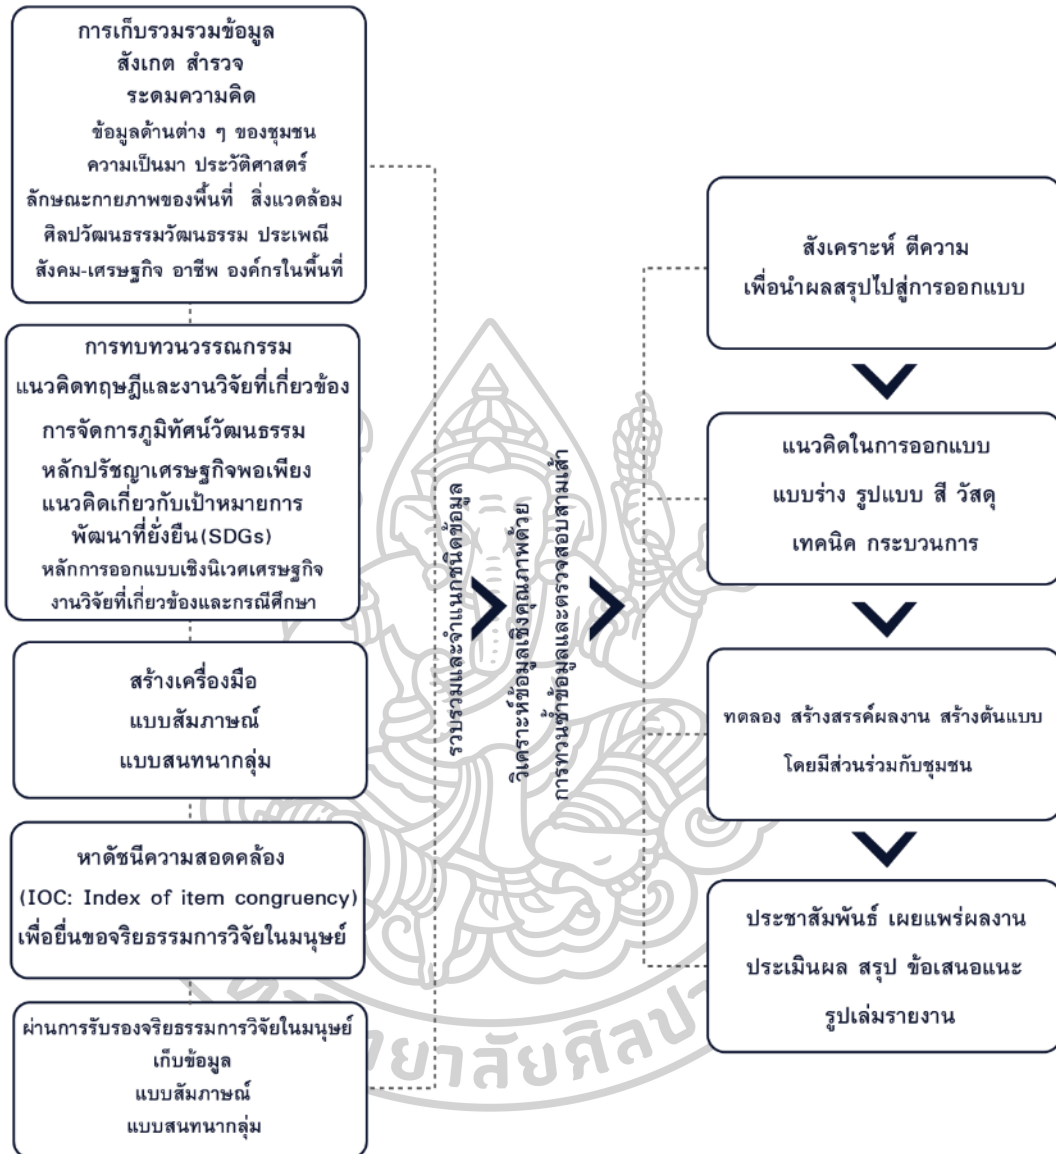 การเก็บรวมรวมข้อมูล
สังเกต สำรวจ
ระดมความคิด
ข้อมูลด้านต่าง ๆ ของชุมชน
ความเป็นมา ประวัติศาสตร์
ลักษณะกายภาพของพื้นที่ สิ่งแวดล้อม
ศิลปวัฒนธรรมวัฒนธรรม ประเพณี
สังคม-เศรษฐกิจ อาชีพ องค์กรในพื้นที่
การทบทวนวรรณกรรม
แนวคิดทฤษฎีและงานวิจัยที่เกี่ยวข้อง
การจัดการภูมิทัศน์วัฒนธรรม
หลักปรัชญาเศรษฐกิจพอเพียง
แนวคิดเกี่ยวกับเป้าหมายการ
พัฒนาที่ยั่งยืน(SDGs)
หลักการออกแบบเชิงนิเวศเศรษฐกิจ
งานวิจัยที่เกี่ยวข้องและกรณีศึกษา
สร้างเครื่องมือ
แบบสัมภาษณ์
แบบสนทนากลุ่ม
หาดัชนีความสอดคล้อง
(IOC: Index of item congruency)
เพื่อยื่นขอจริยธรรมการวิจัยในมนุษย์
ผ่านการรับรองจริยธรรมการวิจัยในมนุษย์
เก็บข้อมูล
แบบสัมภาษณ์
แบบสนทนากลุ่ม
รวบรวมและจำแนกชนิดข้อมูล
วิเคราะห์ข้อมูลเชิงคุณภาพด้วย
การทวนซ้ำข้อมูลและตรวจสอบสามเส้า
สังเคราะห์ ตีความ
เพื่อนำผลสรุปไปสู่การออกแบบ
แนวคิดในการออกแบบ
แบบร่าง รูปแบบ สี วัสดุ
เทคนิค กระบวนการ
ทดลอง สร้างสรรค์ผลงาน สร้างต้นแบบ
โดยมีส่วนร่วมกับชุมชน
ประชาสัมพันธ์ เผยแพร่ผลงาน
ประเมินผล สรุป ข้อเสนอแนะ
รูปเล่มรายงาน